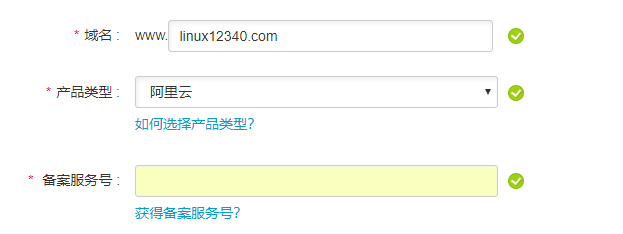 * 域名 : www. linux12340.com
* 产品类型 : 阿里云
如何选择产品类型?
* 备案服务号 :
获得备案服务号?